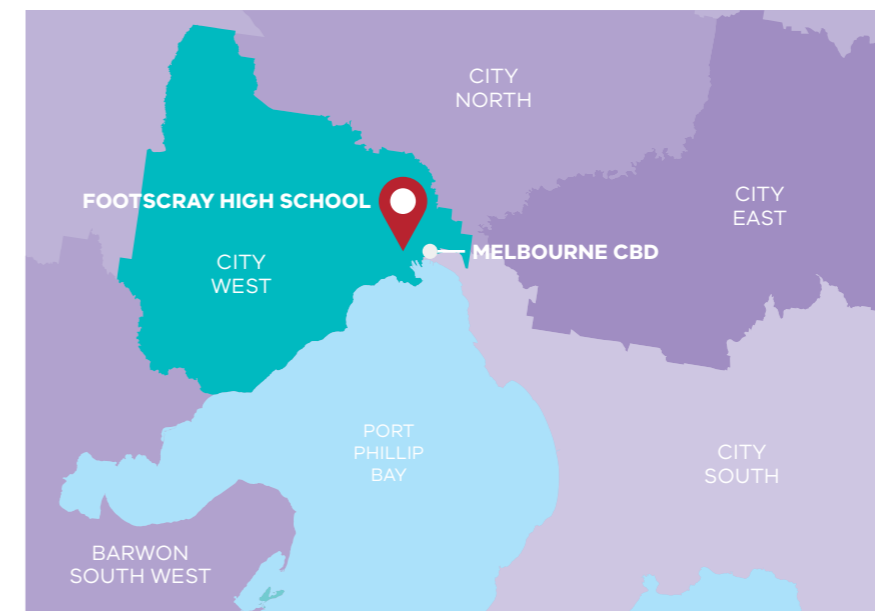 CITY
NORTH
CITY
EAST
FOOTSCRAY HIGH SCHOOL
MELBOURNE CBD
CITY
WEST
PORT
PHILLIP
BAY
CITY
SOUTH
BARWON
SOUTH WEST